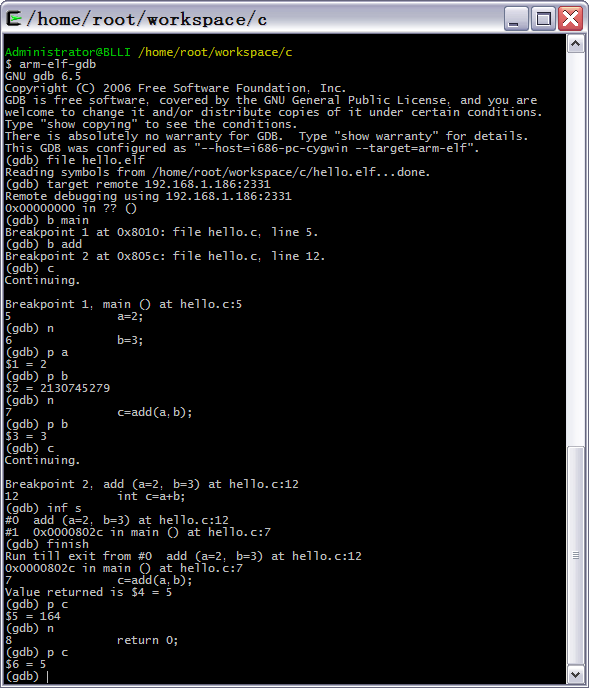 /home/root/workspace/c
Administrator@BLLI /home/root/workspace/c
$ arm-elf-gdb
GNU gdb 6.5
Copyright (C) 2006 Free Software Foundation, Inc.
GDB is free software, covered by the GNU General Public License, and you are
welcome to change it and/or distribute copies of it under certain conditions.
Type "show copying" to see the conditions.
There is absolutely no warranty for GDB.  Type "show warranty" for details.
This GDB was configured as "--host=i686-pc-cygwin --target=arm-elf".
(gdb) file hello.elf
Reading symbols from /home/root/workspace/c/hello.elf...done.
(gdb) target remote 192.168.1.186:2331
Remote debugging using 192.168.1.186:2331
0x00000000 in ?? ()
(gdb) b main
Breakpoint 1 at 0x8010: file hello.c, line 5.
(gdb) b add
Breakpoint 2 at 0x805c: file hello.c, line 12.
(gdb) c
Continuing.
Breakpoint 1, main () at hello.c:5
5               a=2;
(gdb) n
6               b=3;
(gdb) p a
$1 = 2
(gdb) p b
$2 = 2130745279
(gdb) n
7               c=add(a,b);
(gdb) p b
$3 = 3
(gdb) c
Continuing.
Breakpoint 2, add (a=2, b=3) at hello.c:12
12              int c=a+b;
(gdb) inf s
#0  add (a=2, b=3) at hello.c:12
#1  0x0000802c in main () at hello.c:7
(gdb) finish
Run till exit from #0  add (a=2, b=3) at hello.c:12
0x0000802c in main () at hello.c:7
7               c=add(a,b);
Value returned is $4 = 5
(gdb) p c
$5 = 164
(gdb) n
8               return 0;
(gdb) p c
$6 = 5
(gdb)